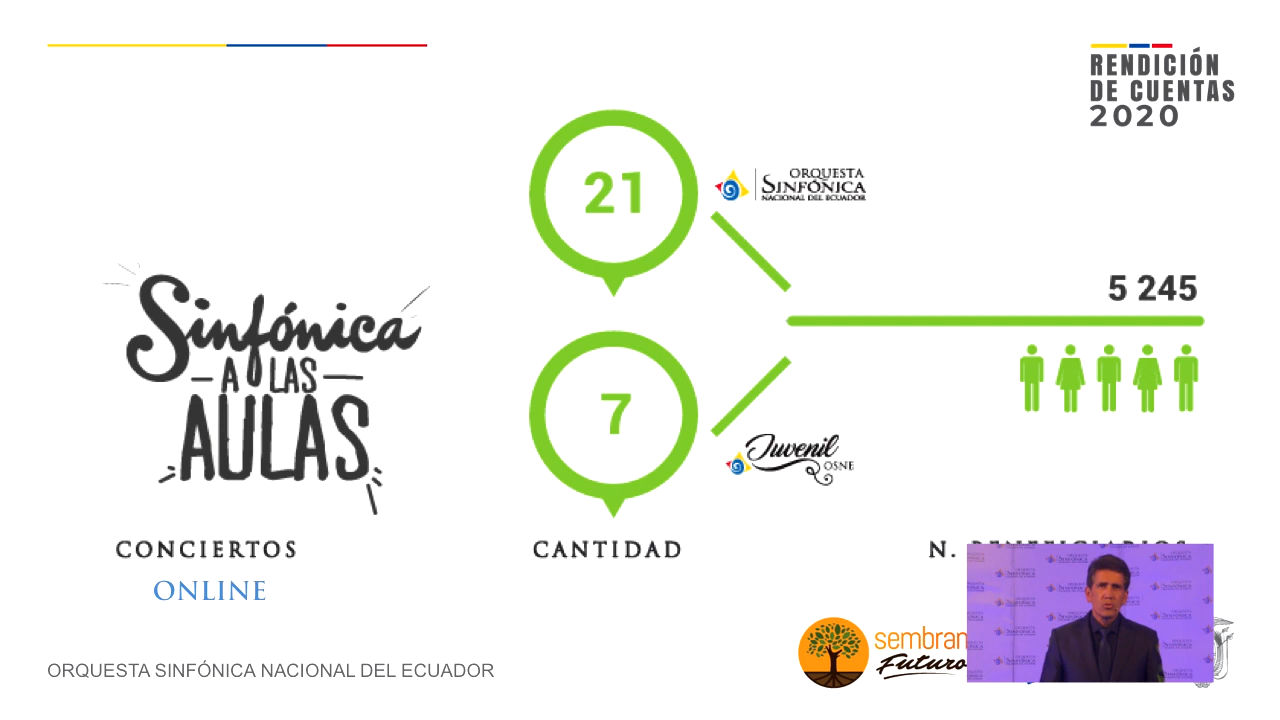 RENDICIÓN
DE CUENTAS
2020
21
ORQUESTA
SINFÓNICA
NACIONAL DEL ECUADOR
5 245
Sinfónica
A LAS
AULAS
7
Juvenil
OSNE
CONCIERTOS
CANTIDAD
N.
ONLINE
Futuro
ORQUESTA SINFÓNICA NACIONAL DEL ECUADOR